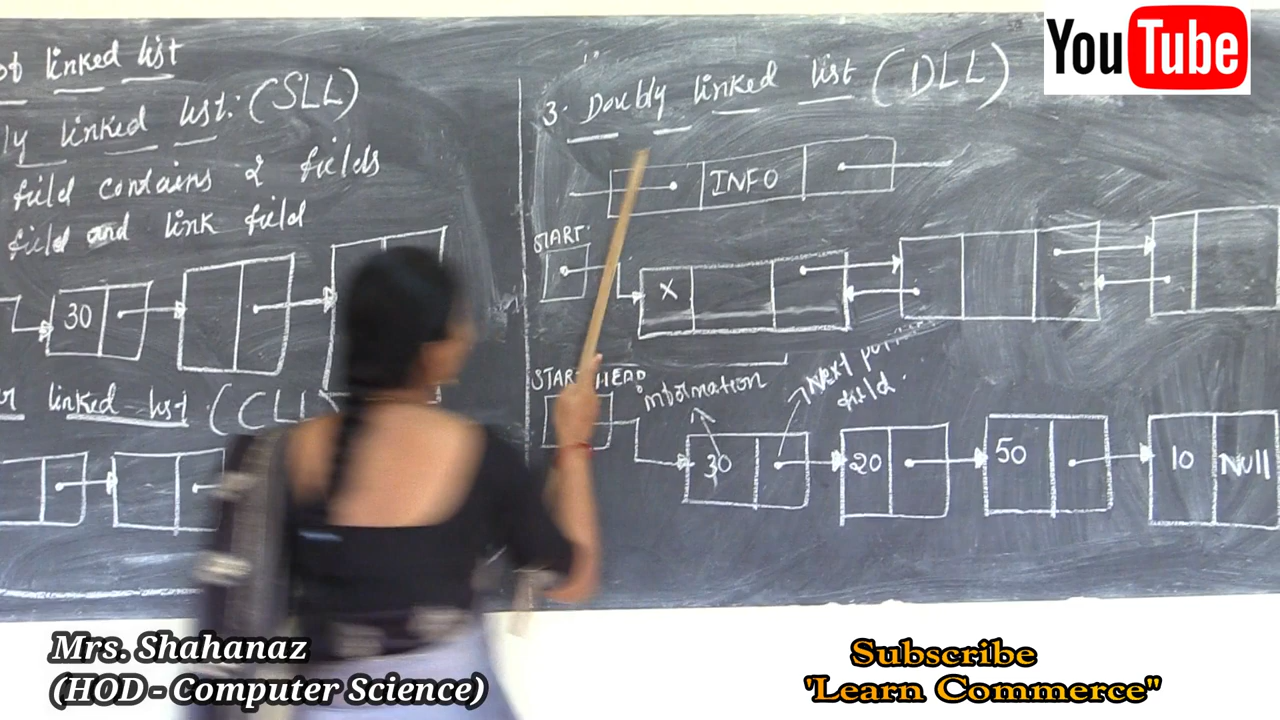 of linked list
ly linked list: (SLL)
field contains 2 fields
field and link field
30
linked list (CLL)
3. Doubly linked list (DLL)
INFO
START
X
START HEAD
information
Next pointer
field.
30
20
50
10
NULL
YouTube
Mrs. Shahanaz
(HOD - Computer Science)
Subscribe
'Learn Commerce"